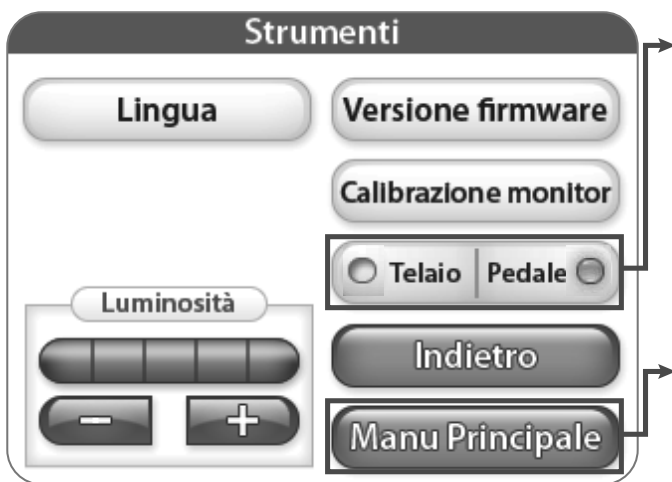 Strumenti
Lingua
Versione firmware
Calibrazione monitor
Telaio | Pedale
Luminosità
Indietro
− +
Manu Principale